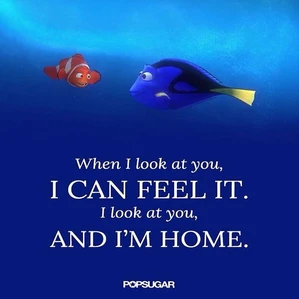 When I look at you,
I CAN FEEL IT.
I look at you,
AND I'M HOME.
POPSUGAR